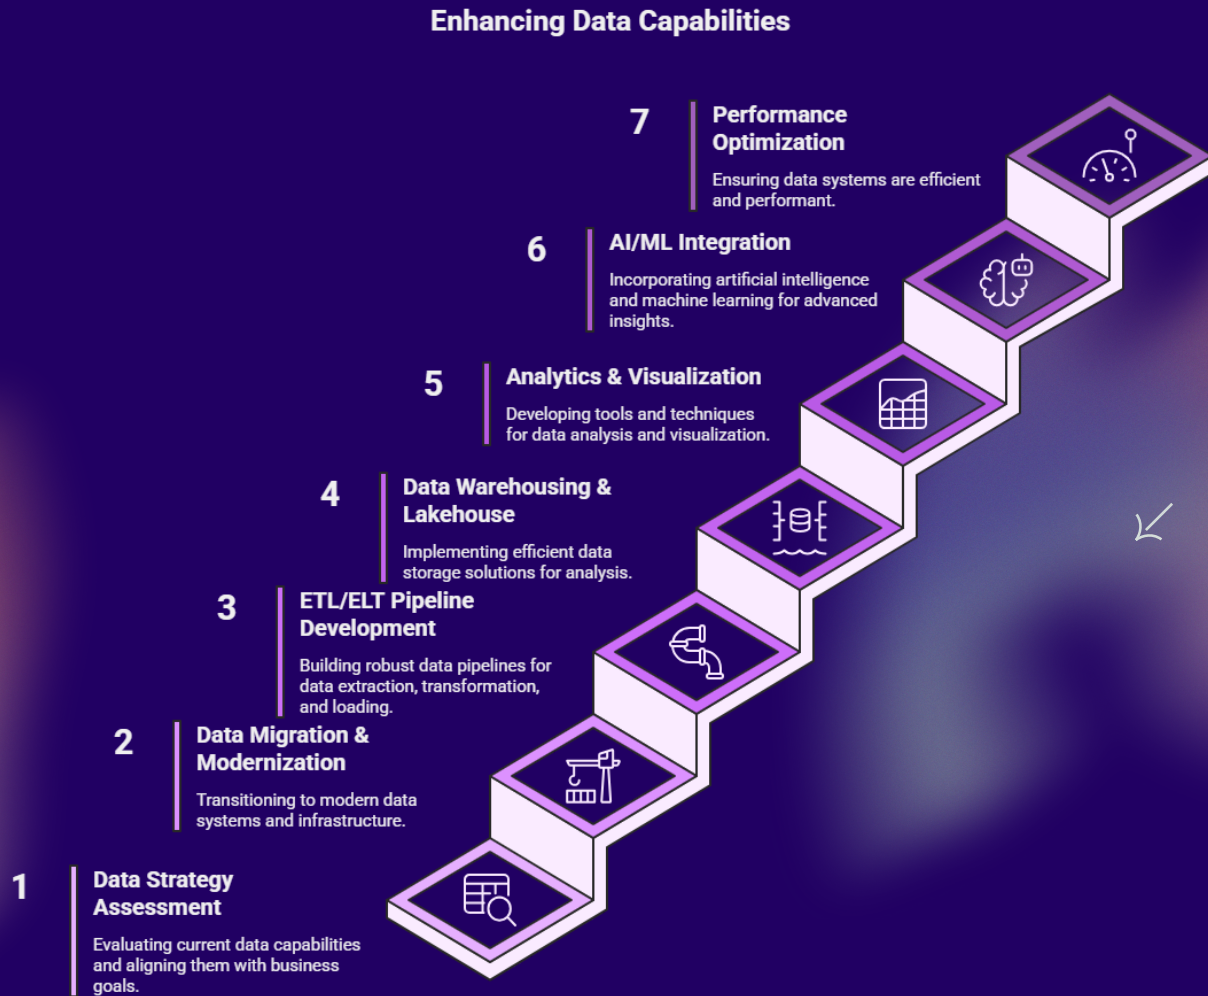 Enhancing Data Capabilities
7
Performance
Optimization
Ensuring data systems are efficient
and performant.
6
AI/ML Integration
Incorporating artificial intelligence
and machine learning for advanced
insights.
5
Analytics & Visualization
Developing tools and techniques
for data analysis and visualization.
4
Data Warehousing &
Lakehouse
Implementing efficient data
storage solutions for analysis.
3
ETL/ELT Pipeline
Development
Building robust data pipelines for
data extraction, transformation,
and loading.
2
Data Migration &
Modernization
Transitioning to modern data
systems and infrastructure.
1
Data Strategy
Assessment
Evaluating current data capabilities
and aligning them with business
goals.